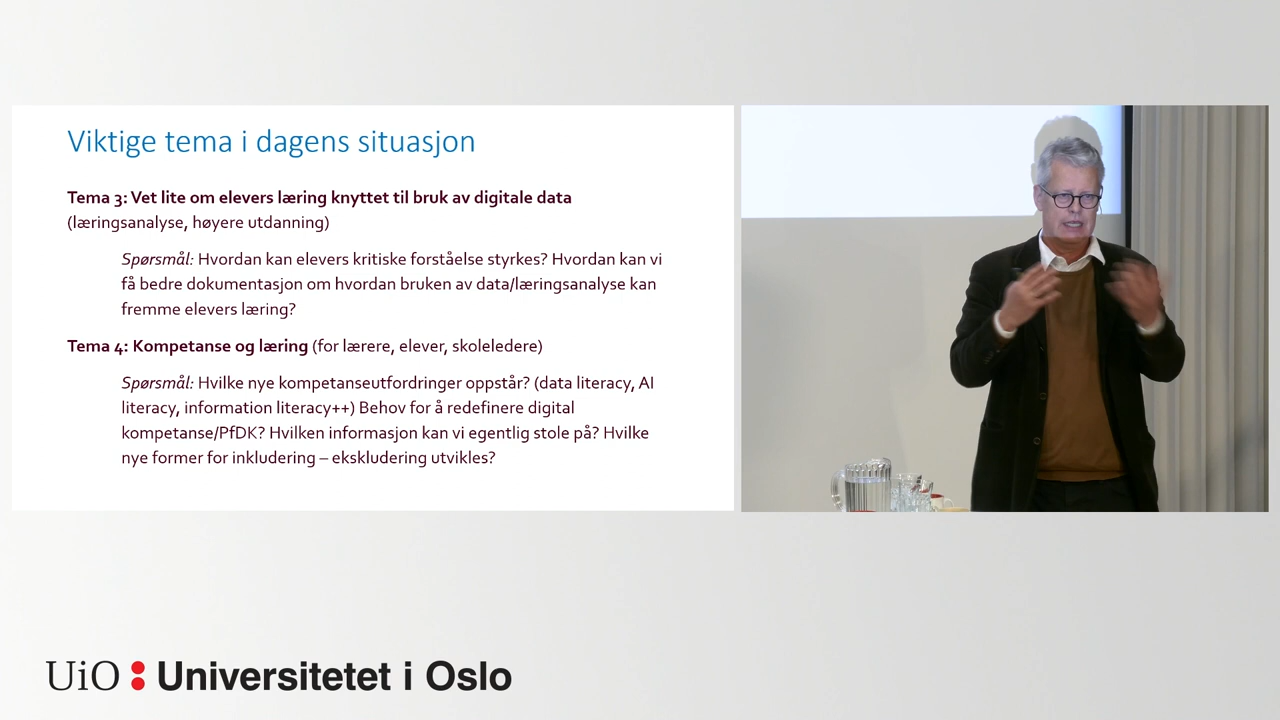 Viktige tema i dagens situasjon
Tema 3: Vet lite om elevers læring knyttet til bruk av digitale data
(læringsanalyse, høyere utdanning)
Spørsmål: Hvordan kan elevers kritiske forståelse styrkes? Hvordan kan vi
få bedre dokumentasjon om hvordan bruken av data/læringsanalyse kan
fremme elevers læring?
Tema 4: Kompetanse og læring (for lærere, elever, skoleledere)
Spørsmål: Hvilke nye kompetanseutfordringer oppstår? (data literacy, AI
literacy, information literacy++) Behov for å redefinere digital
kompetanse/PfDK? Hvilken informasjon kan vi egentlig stole på? Hvilke
nye former for inkludering – ekskludering utvikles?
UiO Universitetet i Oslo